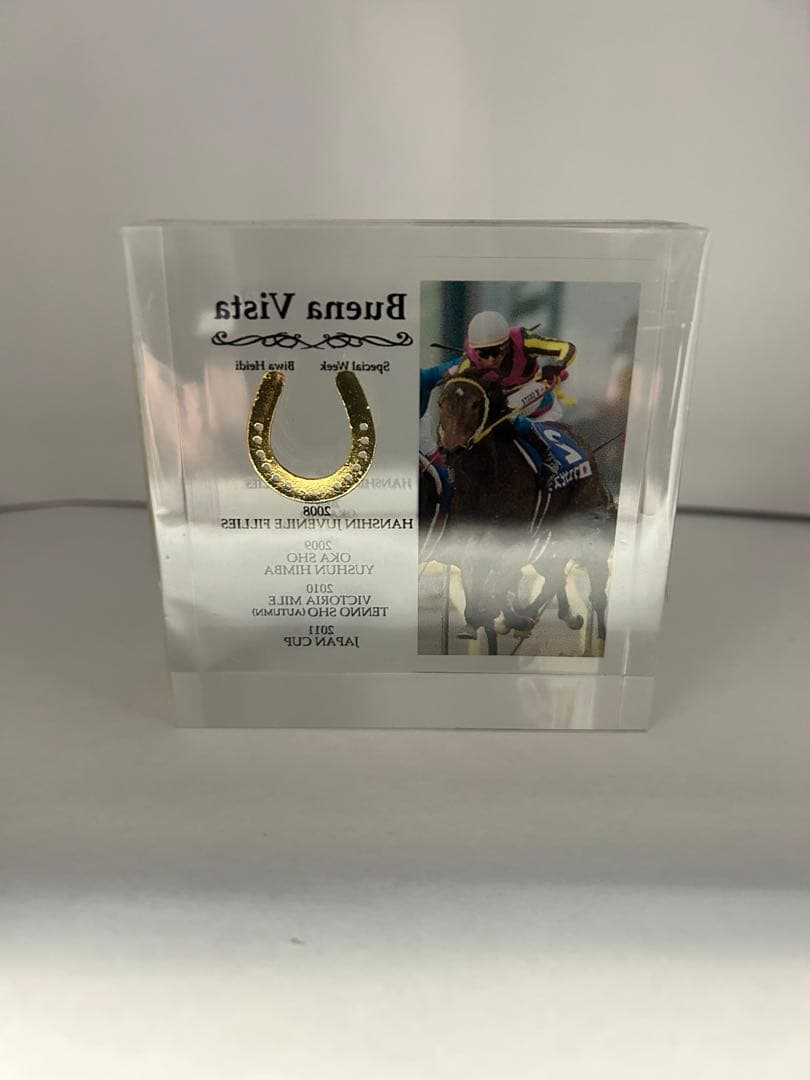 Buena Vista
Special Week Biwa Heidi
2008
HANSHIN JUVENILE FILLIES
2009
OKA SHO
YUSHUN HIMBA
2010
VICTORIA MILE
TENNO SHO (AUTUMN)
2011
JAPAN CUP
2